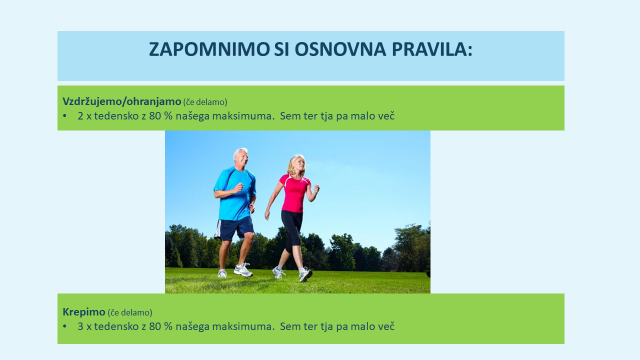 ZAPOMNIMO SI OSNOVNA PRAVILA:
Vzdržujemo/ohranjamo (če delamo)
• 2 x tedensko z 80 % našega maksimuma. Sem ter tja pa malo več
Krepimo (če delamo)
• 3 x tedensko z 80 % našega maksimuma. Sem ter tja pa malo več